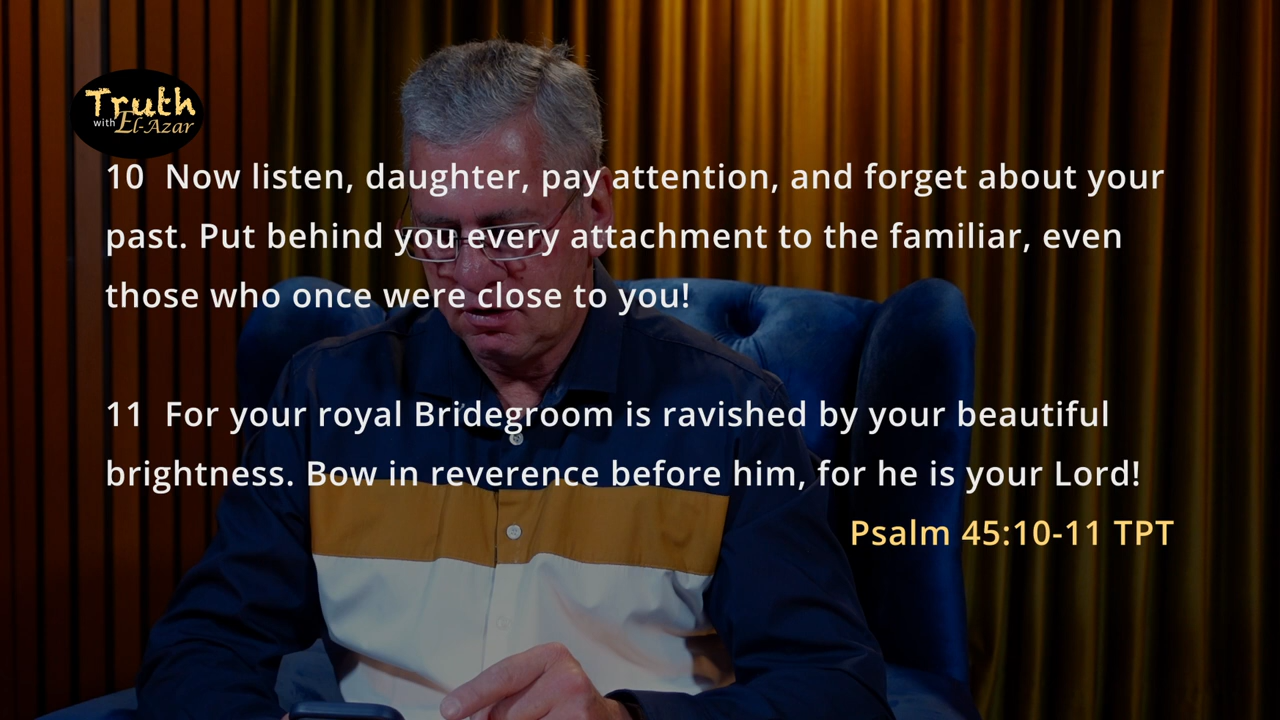 Truth
with El-Azar
10 Now listen, daughter, pay attention, and forget about your
past. Put behind you every attachment to the familiar, even
those who once were close to you!
11 For your royal Bridegroom is ravished by your beautiful
brightness. Bow in reverence before him, for he is your Lord!
Psalm 45:10-11 TPT